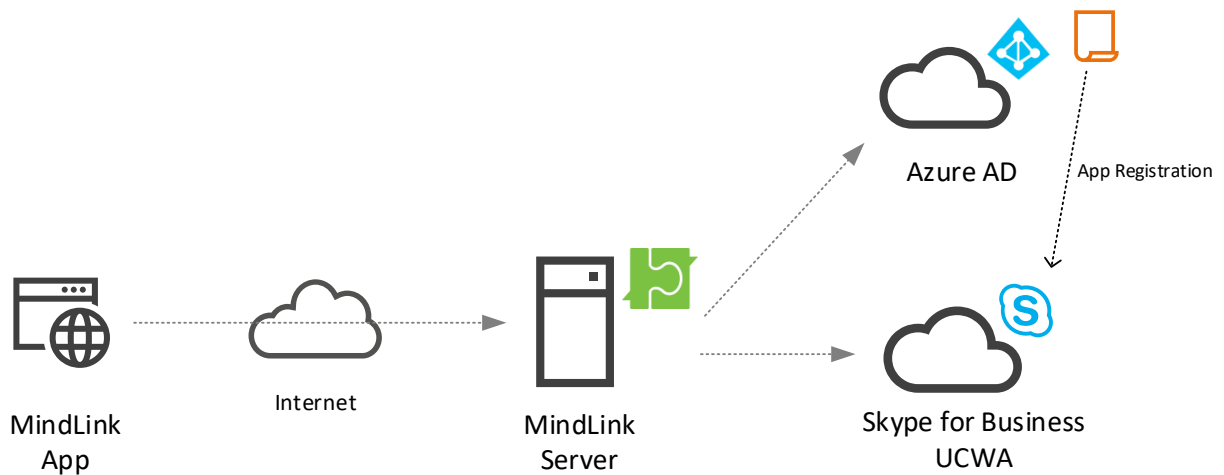 Azure AD
App Registration
Internet
MindLink
App
MindLink
Server
S
Skype for Business
UCWA